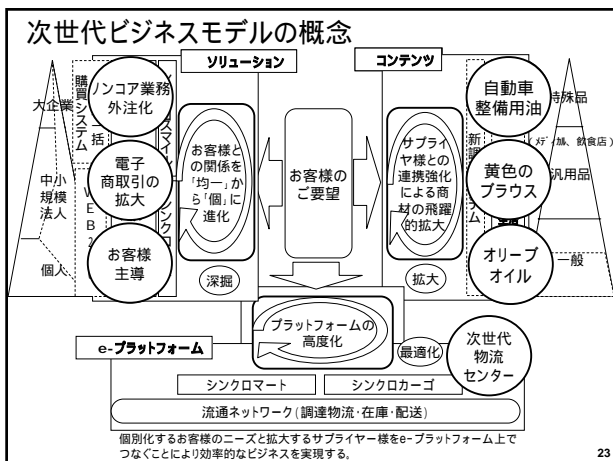 次世代ビジネスモデルの概念
ソリューション
コンテンツ
大企業
中小
規模
法人
個人
購買システム
一括
ノンコア業務
外注化
電子
商取引の
拡大
お客様
主導
お客様と
の関係を
「均一」か
ら「個」に
進化
深掘
お客様の
ご要望
サプライ
ヤ様との
連携強化
による商
材の飛躍
的拡大
拡大
自動車
整備用油
黄色の
ブラウス
オリーブ
オイル
特殊品
汎用品
一般
プラットフォームの
高度化
e-プラットフォーム
最適化
次世代
物流
センター
シンクロマート
シンクロカーゴ
流通ネットワーク(調達物流・在庫・配送)
個別化するお客様のニーズと拡大するサプライヤー様をe-プラットフォーム上で
つなぐことにより効率的なビジネスを実現する。
23